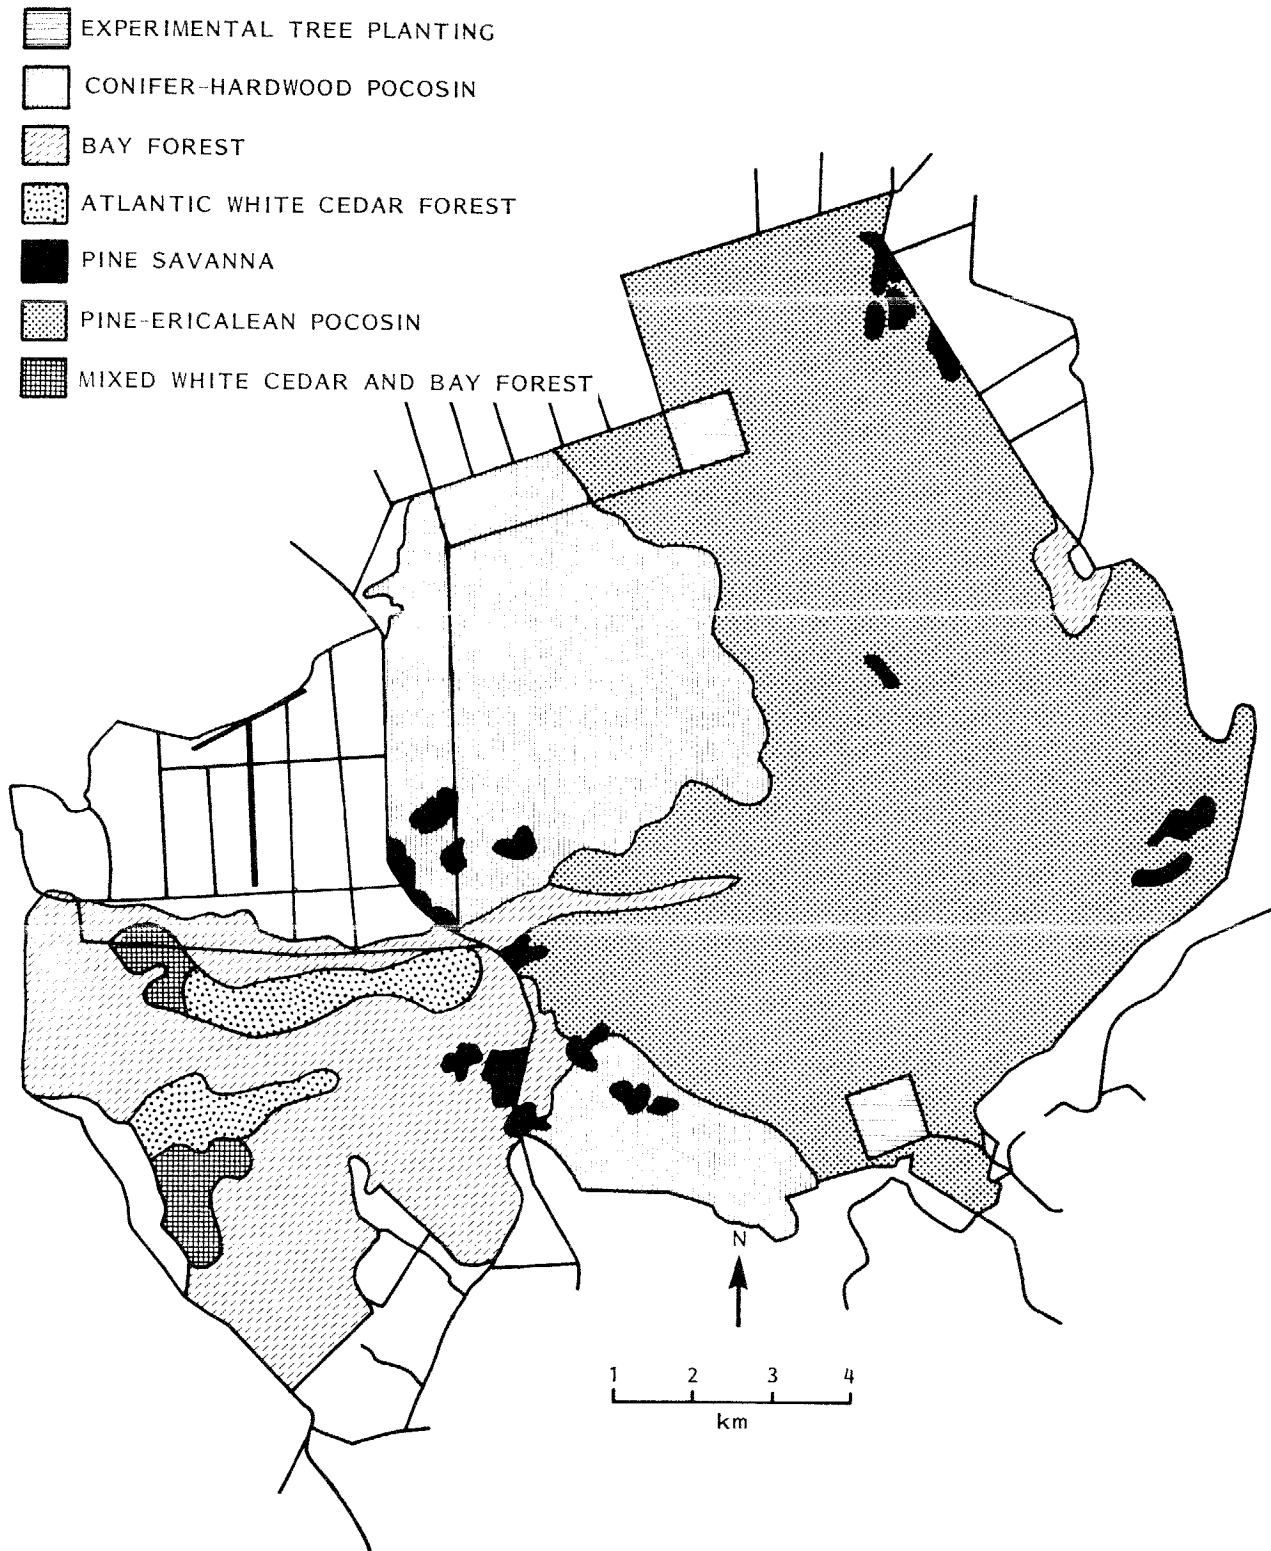 EXPERIMENTAL TREE PLANTING
CONIFER-HARDWOOD POCOSIN
BAY FOREST
ATLANTIC WHITE CEDAR FOREST
PINE SAVANNA
PINE-ERICALEAN POCOSIN
MIXED WHITE CEDAR AND BAY FOREST
N
1 2 3 4
km